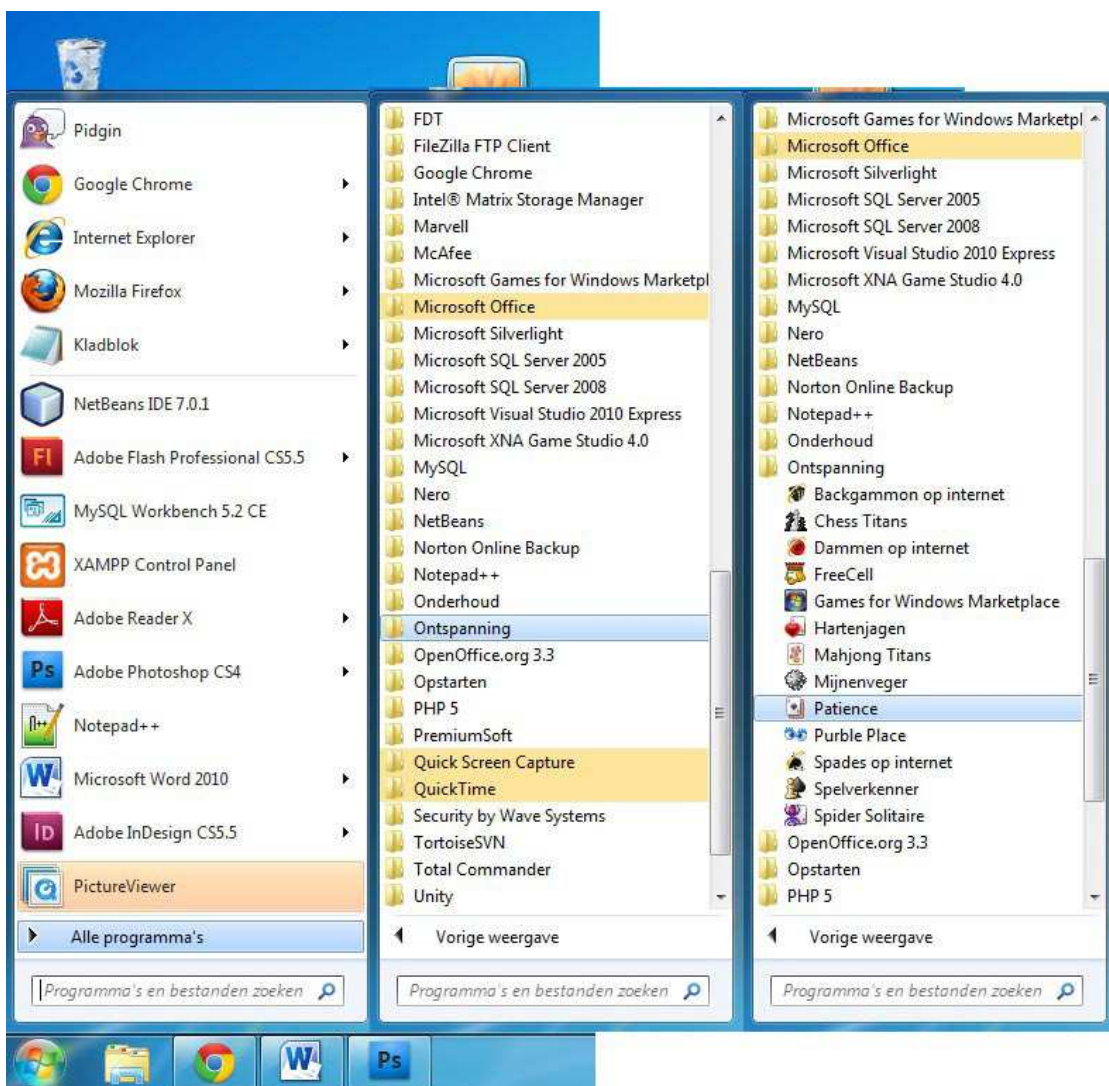 Pidgin
Google Chrome
Internet Explorer
Mozilla Firefox
Kladblok
NetBeans IDE 7.0.1
Fl Adobe Flash Professional CS5.5
MySQL Workbench 5.2 CE
XAMPP Control Panel
Adobe Reader X
Ps Adobe Photoshop CS4
Notepad++
W Microsoft Word 2010
ID Adobe InDesign CS5.5
PictureViewer
Alle programma's
Programma's en bestanden zoeken
FDT
FileZilla FTP Client
Google Chrome
Intel® Matrix Storage Manager
Marvell
McAfee
Microsoft Games for Windows Marketpl
Microsoft Office
Microsoft Silverlight
Microsoft SQL Server 2005
Microsoft SQL Server 2008
Microsoft Visual Studio 2010 Express
Microsoft XNA Game Studio 4.0
MySQL
Nero
NetBeans
Norton Online Backup
Notepad++
Onderhoud
Ontspanning
OpenOffice.org 3.3
Opstarten
PHP 5
PremiumSoft
Quick Screen Capture
QuickTime
Security by Wave Systems
TortoiseSVN
Total Commander
Unity
Vorige weergave
Programma's en bestanden zoeken
Microsoft Games for Windows Marketpl
Microsoft Office
Microsoft Silverlight
Microsoft SQL Server 2005
Microsoft SQL Server 2008
Microsoft Visual Studio 2010 Express
Microsoft XNA Game Studio 4.0
MySQL
Nero
NetBeans
Norton Online Backup
Notepad++
Onderhoud
Ontspanning
Backgammon op internet
Chess Titans
Dammen op internet
FreeCell
Games for Windows Marketplace
Hartenjagen
Mahjong Titans
Mijnenveger
Patience
Purble Place
Spades op internet
Spelverkenner
Spider Solitaire
OpenOffice.org 3.3
Opstarten
PHP 5
Vorige weergave
Programma's en bestanden zoeken
W Ps